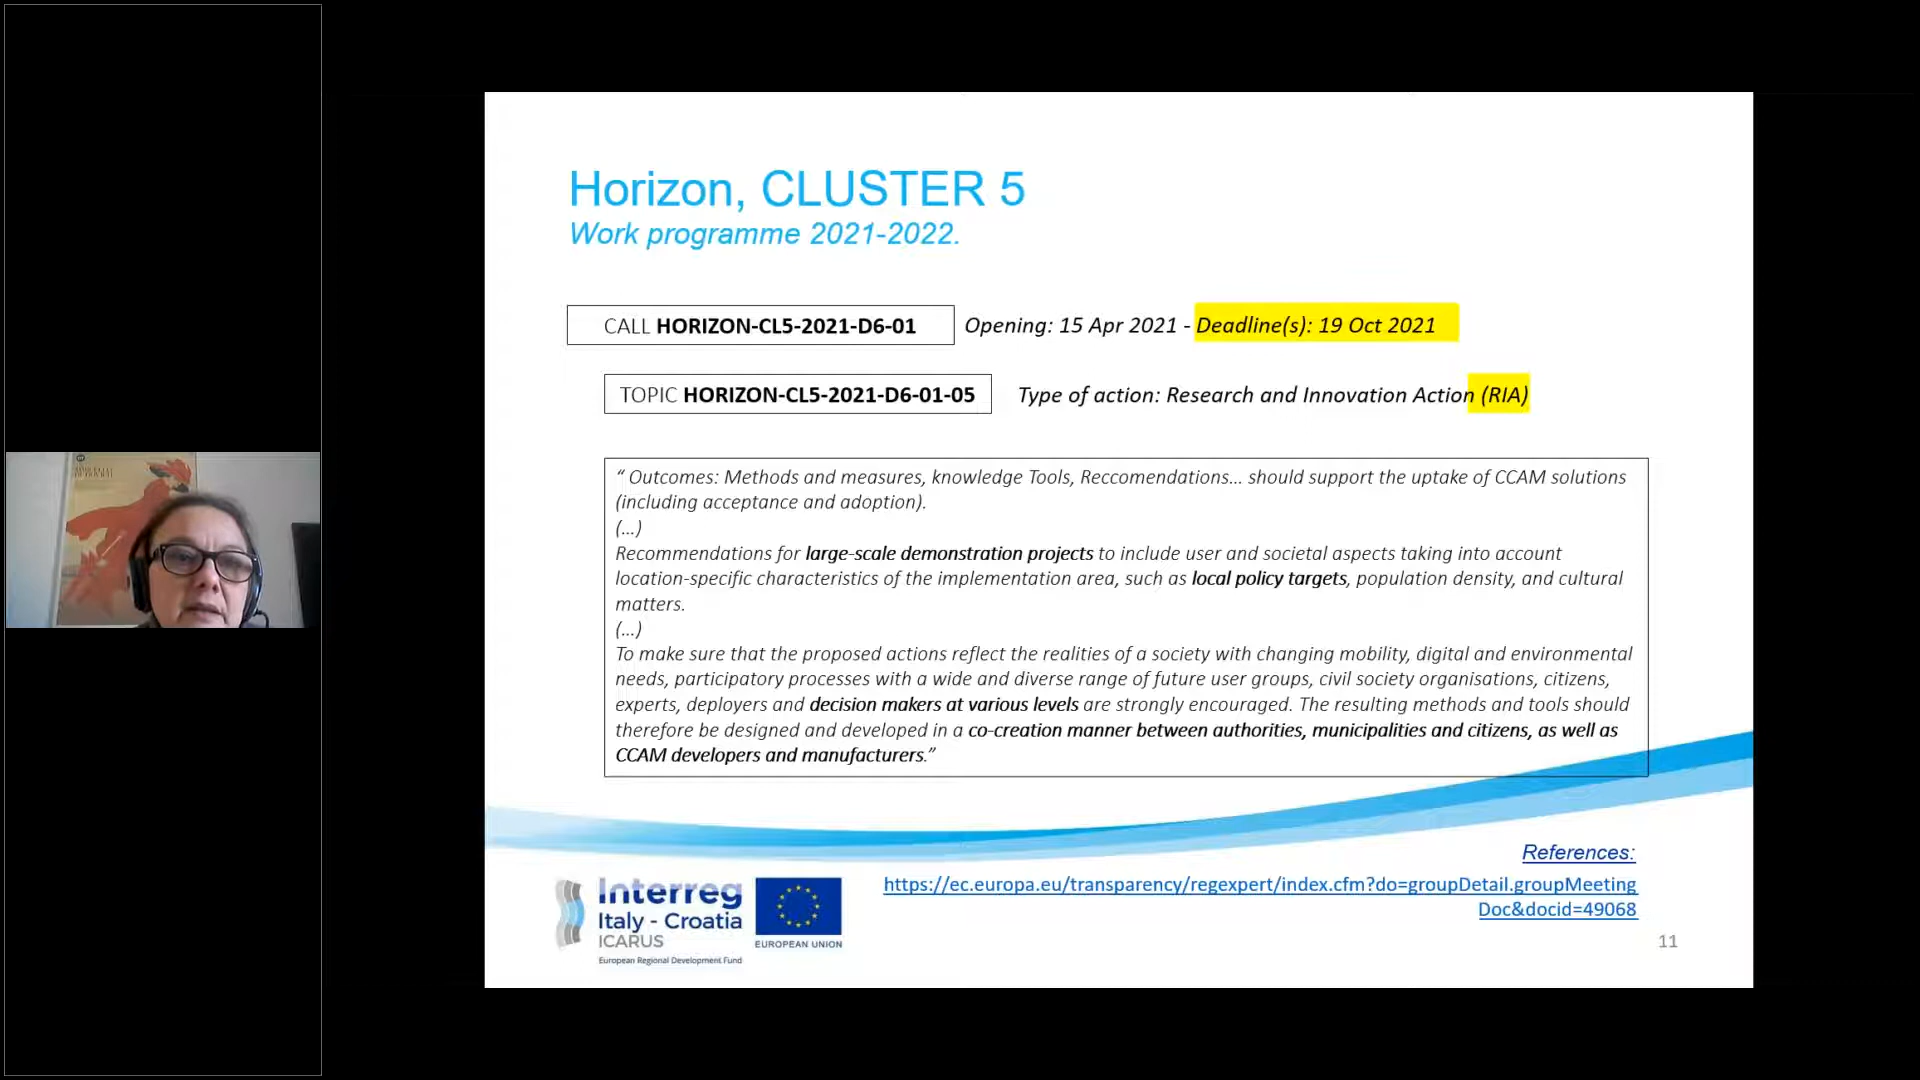 Horizon, CLUSTER 5
Work programme 2021-2022.
CALL HORIZON-CL5-2021-D6-01
Opening: 15 Apr 2021 - Deadline(s): 19 Oct 2021
TOPIC HORIZON-CL5-2021-D6-01-05
Type of action: Research and Innovation Action (RIA)
“ Outcomes: Methods and measures, knowledge Tools, Reccomendations... should support the uptake of CCAM solutions
(including acceptance and adoption).
(...)
Recommendations for large-scale demonstration projects to include user and societal aspects taking into account
location-specific characteristics of the implementation area, such as local policy targets, population density, and cultural
matters.
(...)
To make sure that the proposed actions reflect the realities of a society with changing mobility, digital and environmental
needs, participatory processes with a wide and diverse range of future user groups, civil society organisations, citizens,
experts, deployers and decision makers at various levels are strongly encouraged. The resulting methods and tools should
therefore be designed and developed in a co-creation manner between authorities, municipalities and citizens, as well as
CCAM developers and manufacturers.”
References:
https://ec.europa.eu/transparency/regexpert/index.cfm?do=groupDetail.groupMeeting
Doc&docid=49068
Interreg
Italy - Croatia
ICARUS
European Regional Development Fund
EUROPEAN UNION
11